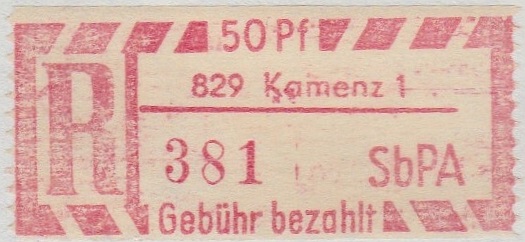 50 Pf
R
829 Kamenz 1
381 SbPA
Gebühr bezahlt